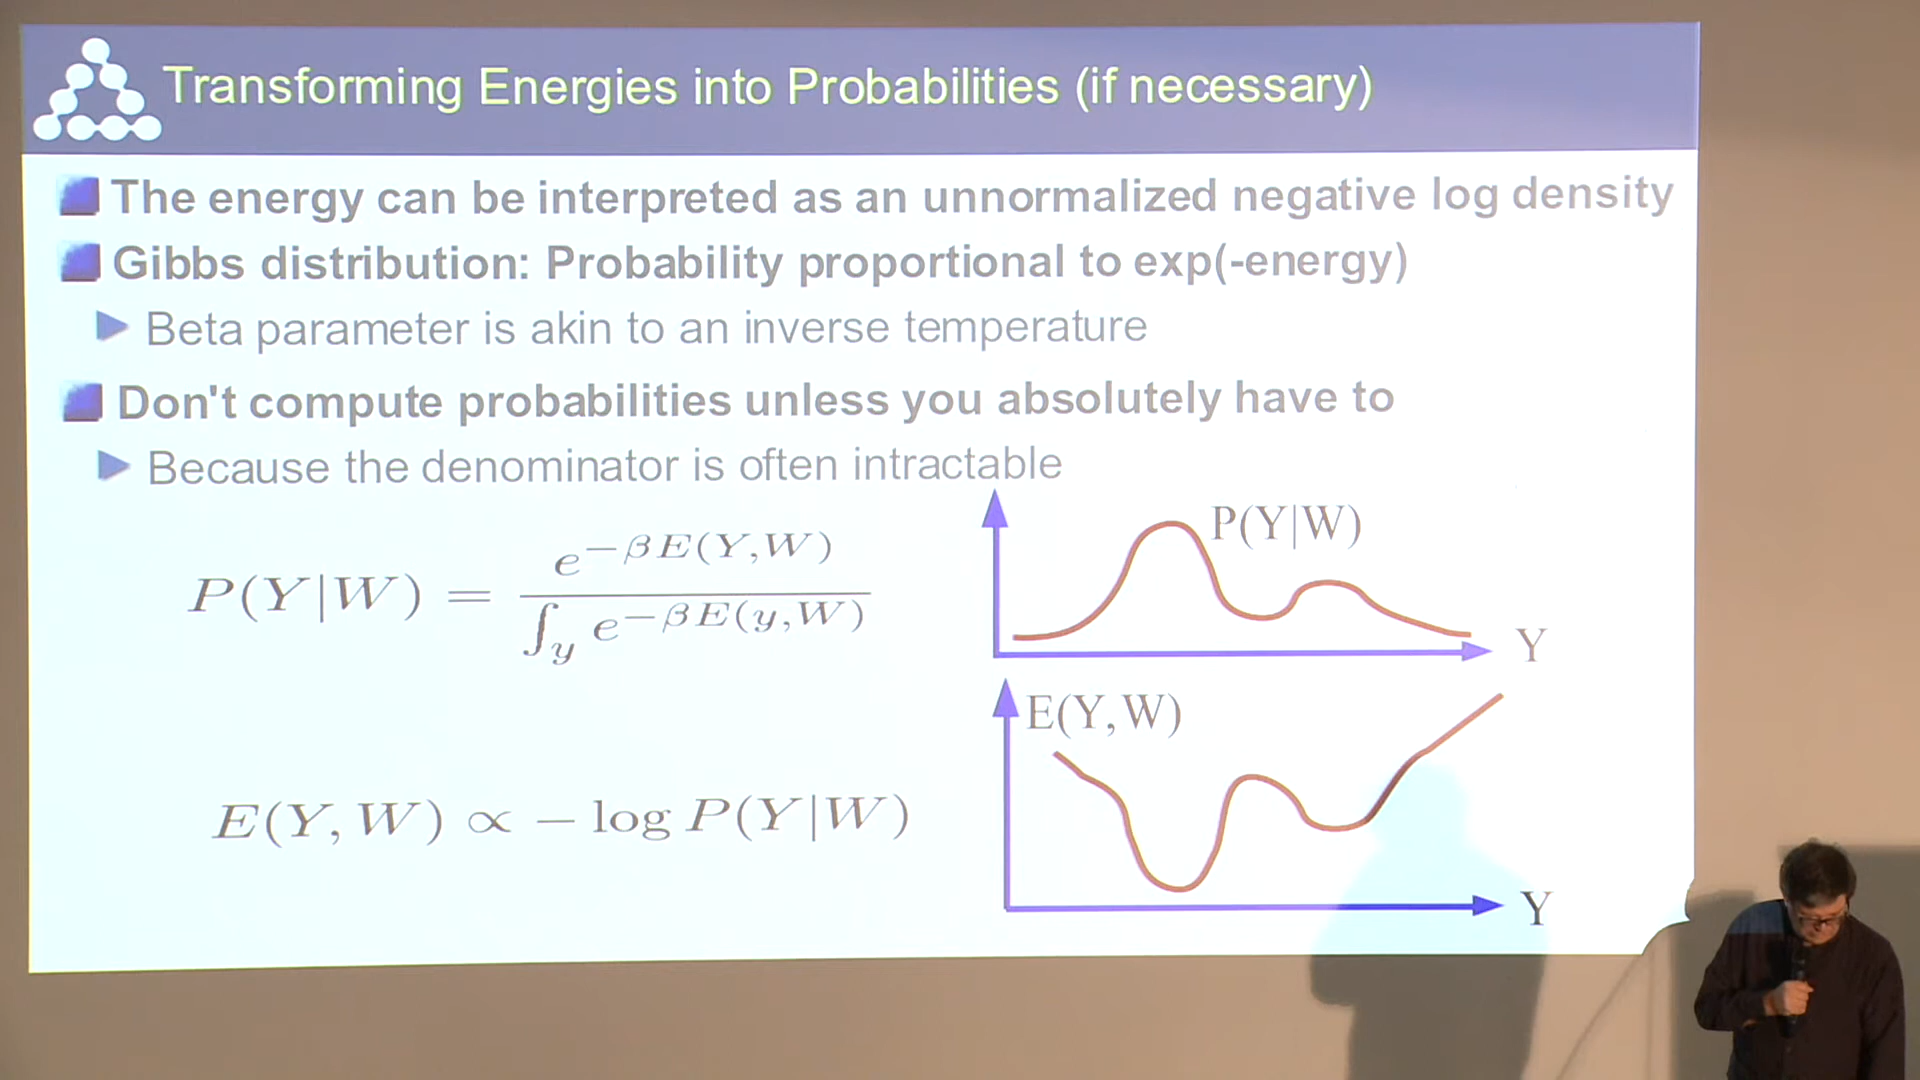 Transforming Energies into Probabilities (if necessary)
The energy can be interpreted as an unnormalized negative log density
Gibbs distribution: Probability proportional to exp(-energy)
Beta parameter is akin to an inverse temperature
Don't compute probabilities unless you absolutely have to
Because the denominator is often intractable
P(Y|W) = e^{-βE(Y,W)} / ∫_y e^{-βE(y,W)}
P(Y|W)
Y
E(Y,W)
E(Y,W) ∝ − log P(Y|W)
Y